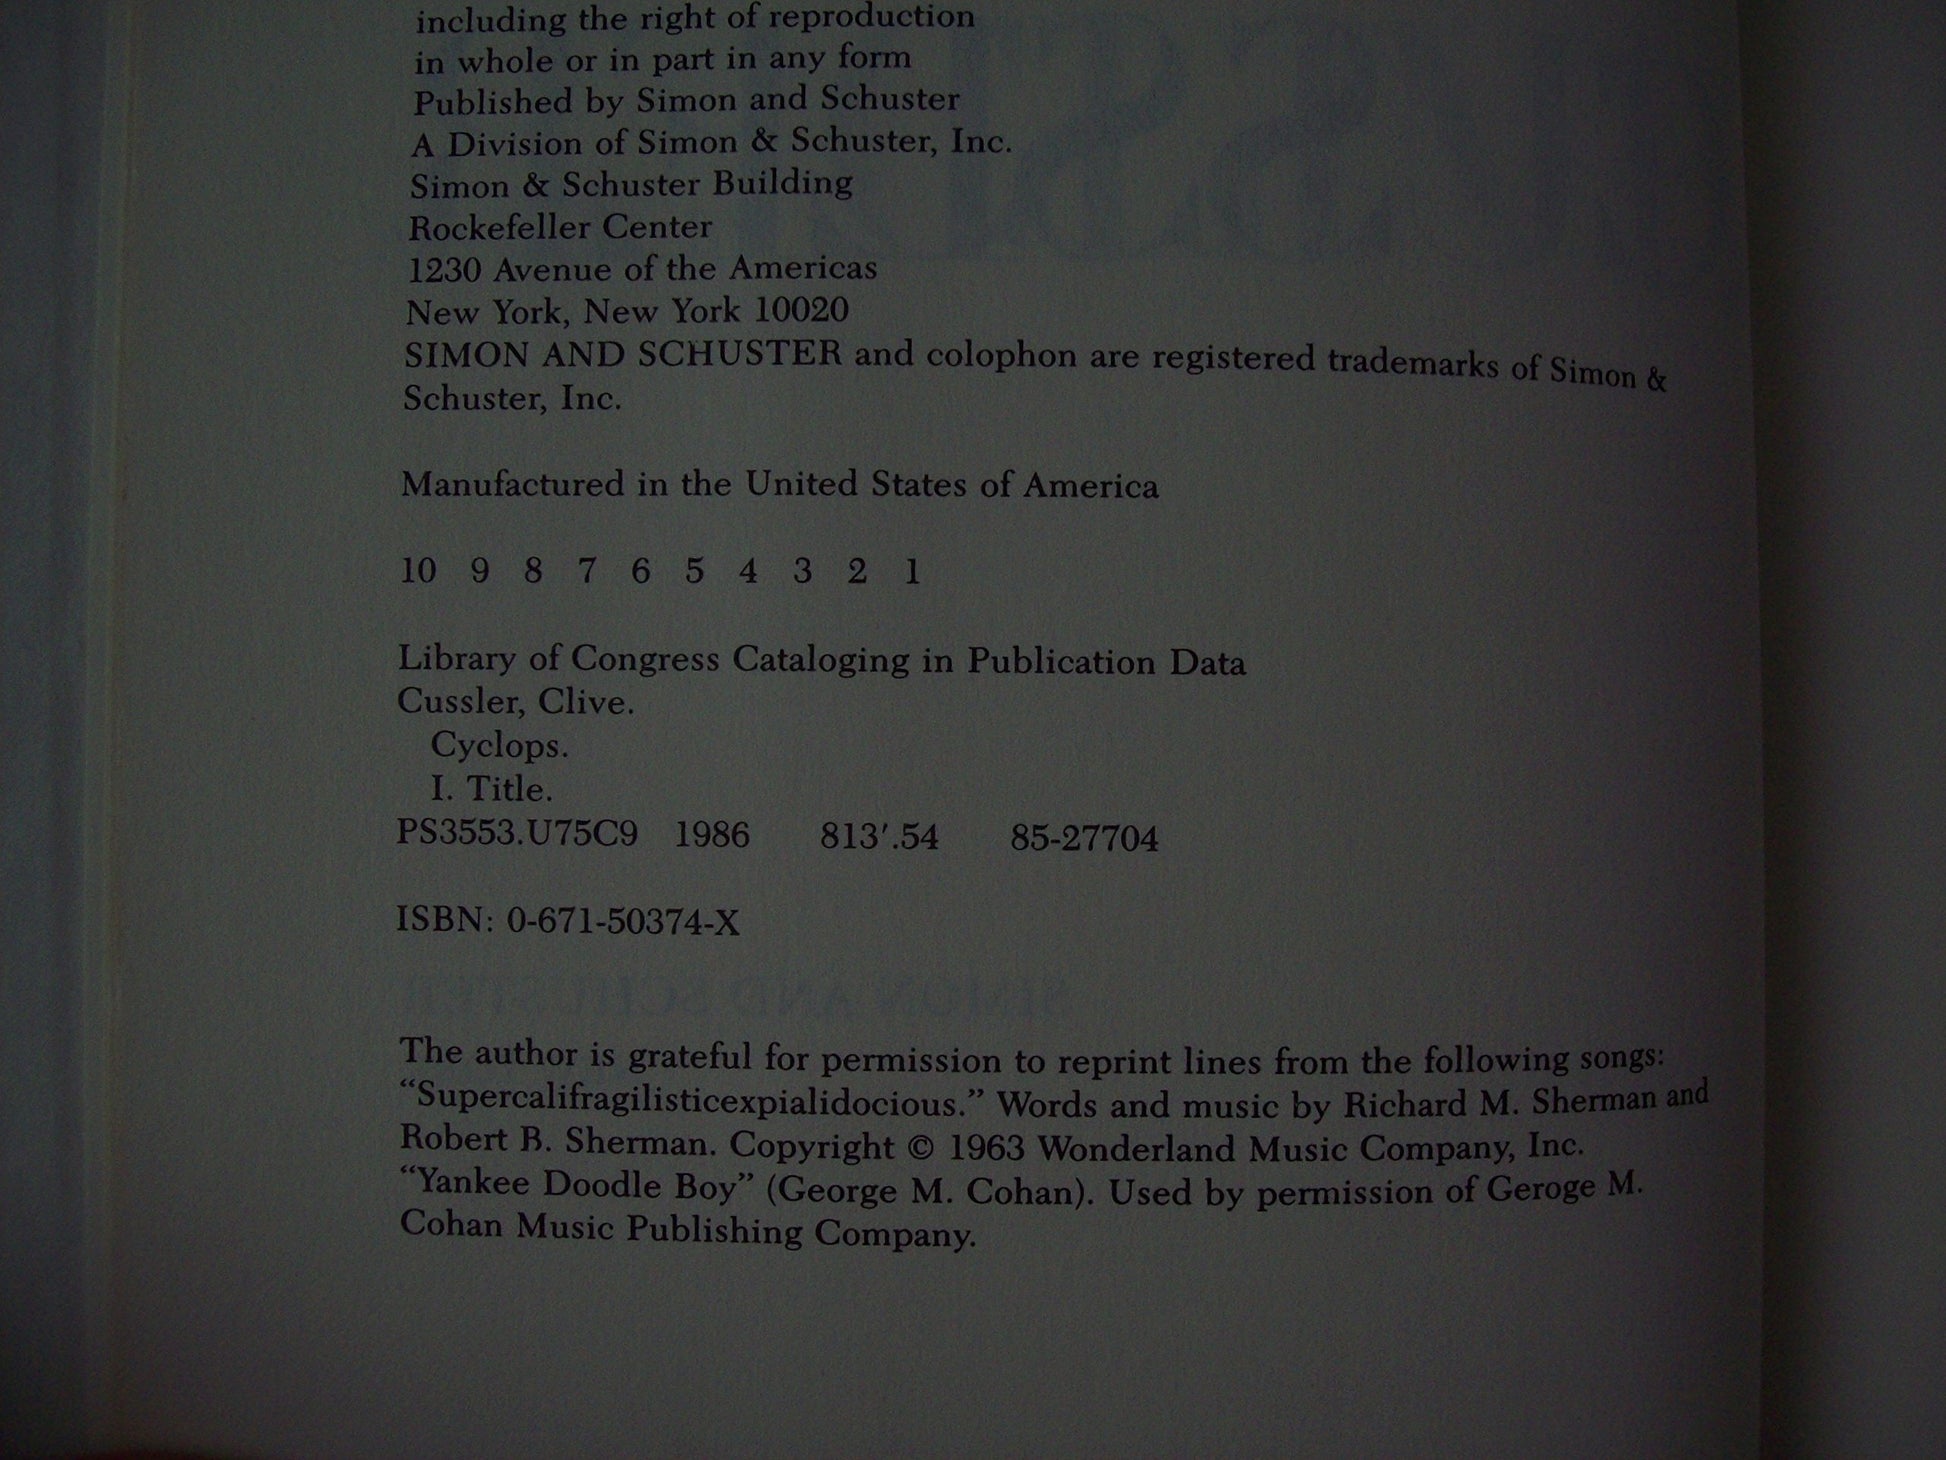 including the right of reproduction
in whole or in part in any form
Published by Simon and Schuster
A Division of Simon & Schuster, Inc.
Simon & Schuster Building
Rockefeller Center
1230 Avenue of the Americas
New York, New York 10020
SIMON AND SCHUSTER and colophon are registered trademarks of Simon &
Schuster, Inc.
Manufactured in the United States of America
10 9 8 7 6 5 4 3 2 1
Library of Congress Cataloging in Publication Data
Cussler, Clive.
Cyclops.
I. Title.
PS3553.U75C9 1986 813′.54 85-27704
ISBN: 0-671-50374-X
SIMON AND SCHUSTER
The author is grateful for permission to reprint lines from the following songs:
“Supercalifragilisticexpialidocious.” Words and music by Richard M. Sherman and
Robert B. Sherman. Copyright © 1963 Wonderland Music Company, Inc.
“Yankee Doodle Boy” (George M. Cohan). Used by permission of Geroge M.
Cohan Music Publishing Company.